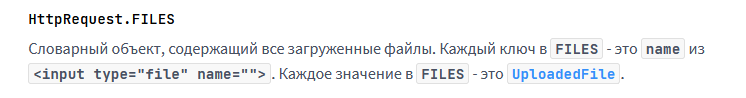 HttpRequest.FILES
Словарный объект, содержащий все загруженные файлы. Каждый ключ в FILES - это name из
<input type="file" name="">. Каждое значение в FILES - это UploadedFile.